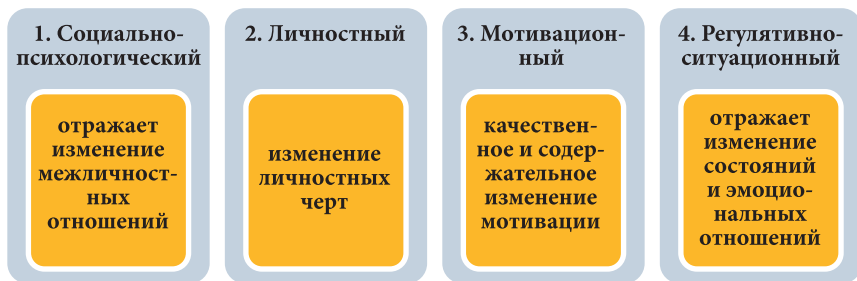 1. Социально-
психологический
отражает
изменение
межличност-
ных
отношений
2. Личностный
изменение
личностных
черт
3. Мотивацион-
ный
качествен-
ное и содер-
жательное
изменение
мотивации
4. Регулятивно-
ситуационный
отражает
изменение
состояний
и эмоцио-
нальных
отношений